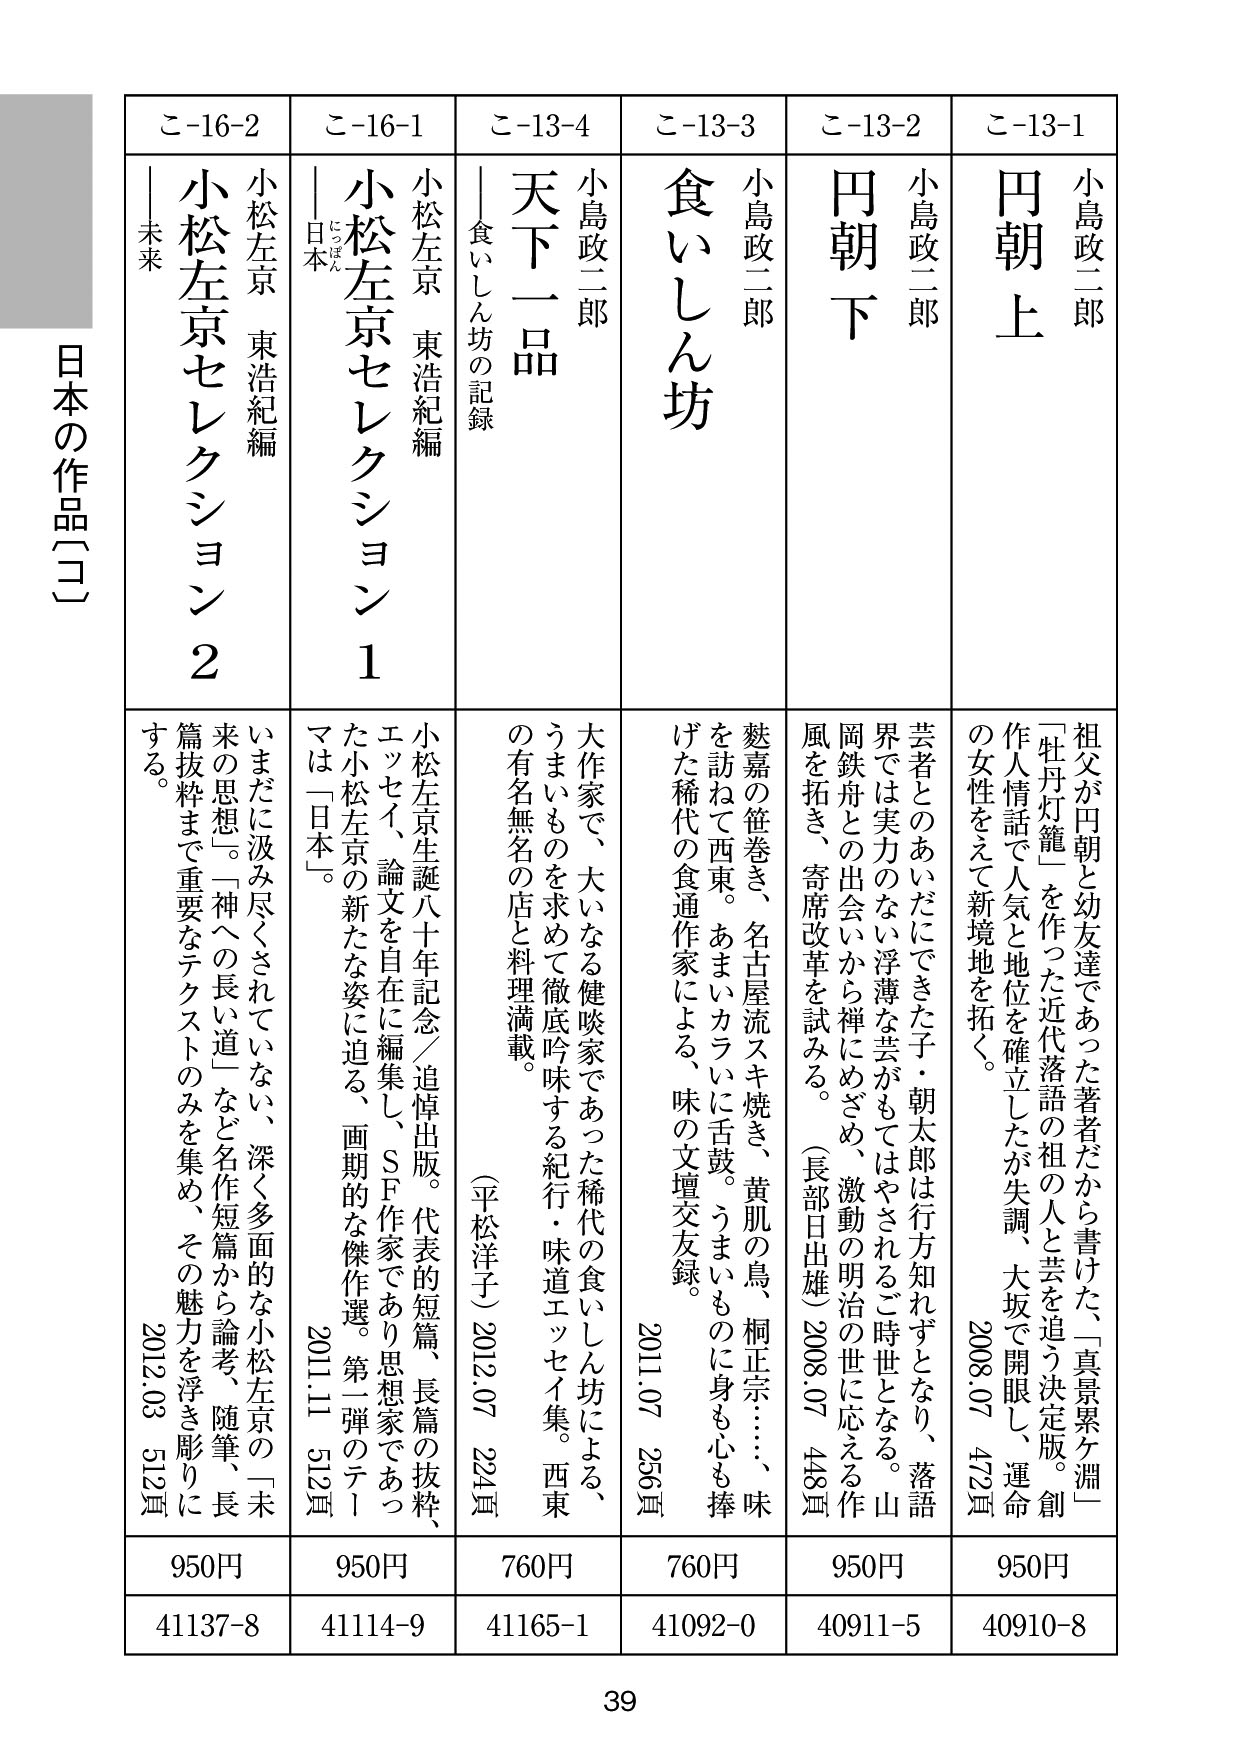 こ-13-1
小島政二郎
円朝 上
祖父が円朝と幼友達であった著者だから書けた、「真景累ケ淵」
「牡丹灯籠」を作った近代落語の祖の人と芸を追う決定版。創
作人情話で人気と地位を確立したが失調、大坂で開眼し、運命
の女性をえて新境地を拓く。
2008.07 472頁
950円
40910-8
こ-13-2
小島政二郎
円朝 下
芸者とのあいだにできた子・朝太郎は行方知れずとなり、落語
界では実力のない浮薄な芸がもてはやされるご時世となる。山
岡鉄舟との出会いから禅にめざめ、激動の明治の世に応える作
風を拓き、寄席改革を試みる。 (長部日出雄) 2008.07 448頁
950円
40911-5
こ-13-3
小島政二郎
食いしん坊
麩嘉の笹巻き、名古屋流スキ焼き、黄肌の鳥、桐正宗……、味
を訪ねて西東。あまいカラいに舌鼓。うまいものに身も心も捧
げた稀代の食通作家による、味の文壇交友録。
2011.07 256頁
760円
41092-0
こ-13-4
小島政二郎
天下一品
──食いしん坊の記録
大作家で、大いなる健啖家であった稀代の食いしん坊による、
うまいものを求めて徹底吟味する紀行・味道エッセイ集。西東
の有名無名の店と料理満載。
(平松洋子) 2012.07 224頁
760円
41165-1
こ-16-1
小松左京 東浩紀編
小松左京セレクション 1
にっぽん
──日本
小松左京生誕八十年記念/追悼出版。代表的短篇、長篇の抜粋、
エッセイ、論文を自在に編集し、SF作家であり思想家であっ
た小松左京の新たな姿に迫る、画期的な傑作選。第一弾のテー
マは「日本」。
2011.11 512頁
950円
41114-9
こ-16-2
小松左京 東浩紀編
小松左京セレクション 2
──未来
いまだに汲み尽くされていない、深く多面的な小松左京の「未
来の思想」。「神への長い道」など名作短篇から論考、随筆、長
篇抜粋まで重要なテクストのみを集め、その魅力を浮き彫りに
する。
2012.03 512頁
950円
41137-8
日本の作品〔コ〕
39